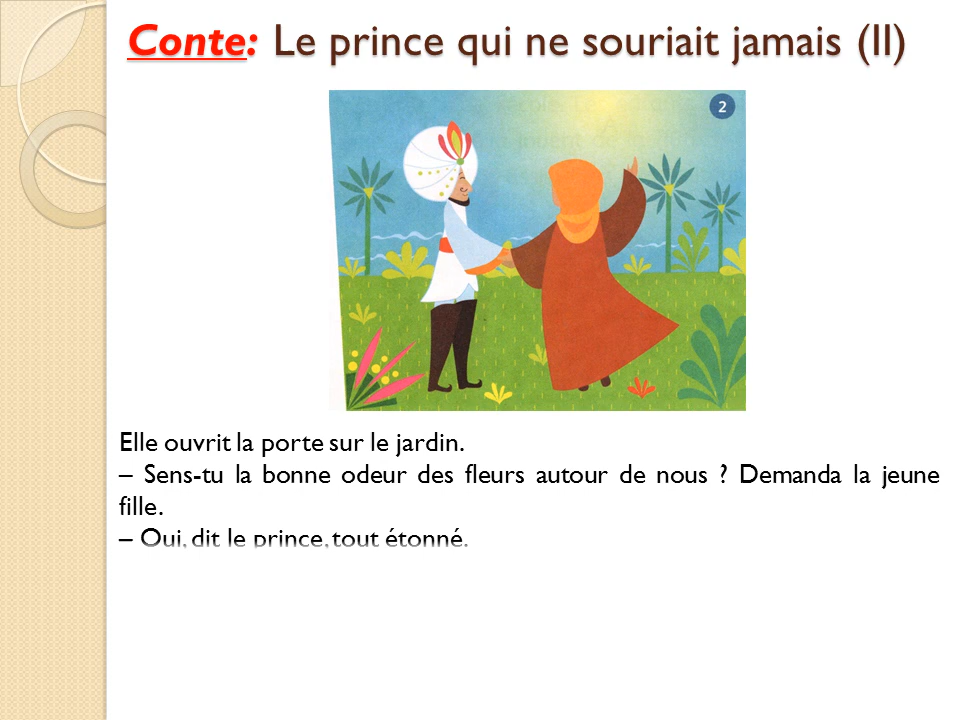 Conte: Le prince qui ne souriait jamais (II)
2
Elle ouvrit la porte sur le jardin.
– Sens-tu la bonne odeur des fleurs autour de nous ? Demanda la jeune
fille.
– Oui, dit le prince, tout étonné.